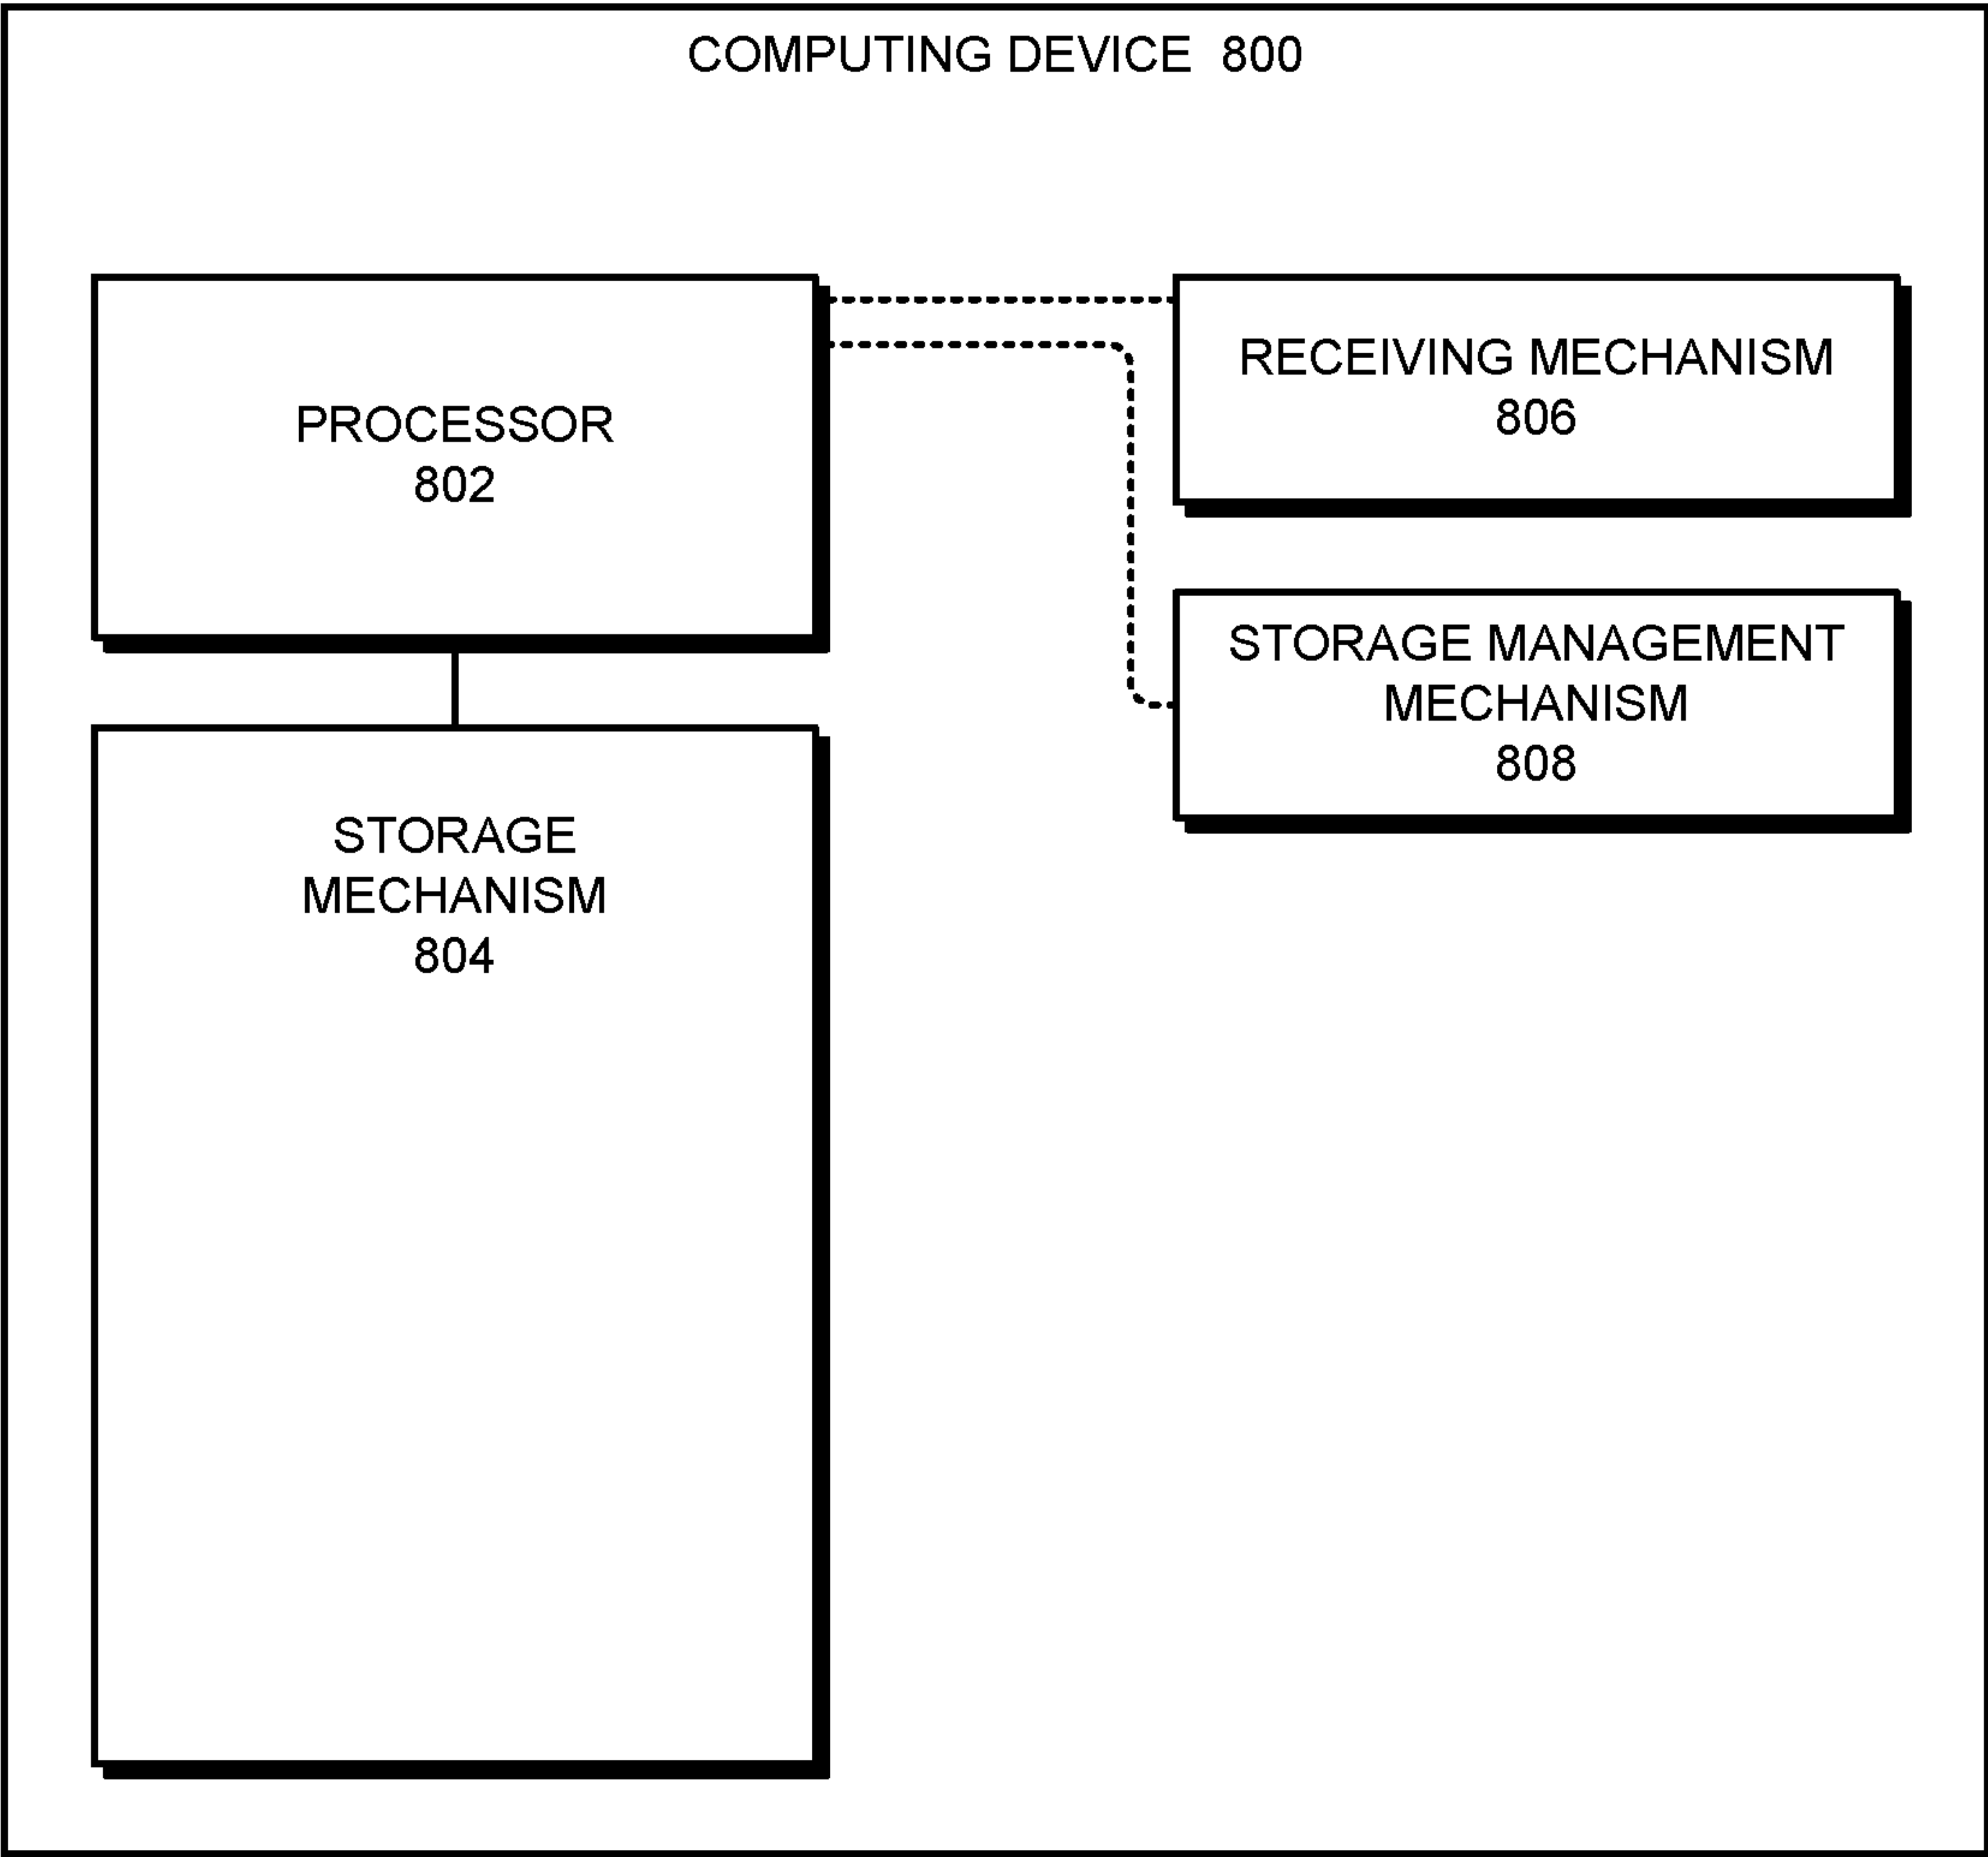 COMPUTING DEVICE 800
PROCESSOR
802
RECEIVING MECHANISM
806
STORAGE MANAGEMENT
MECHANISM
808
STORAGE
MECHANISM
804